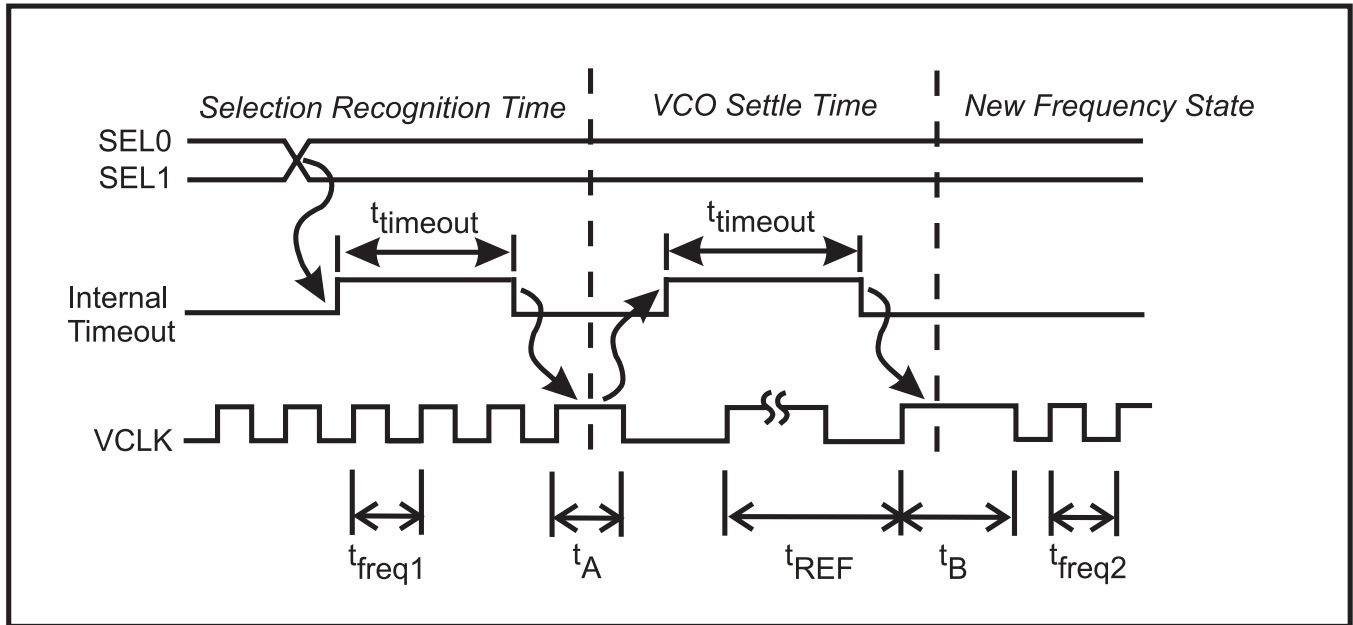 Selection Recognition Time
VCO Settle Time
New Frequency State
SEL0
SEL1
ttimeout
ttimeout
Internal
Timeout
VCLK
tfreq1
tA
tREF
tB
tfreq2